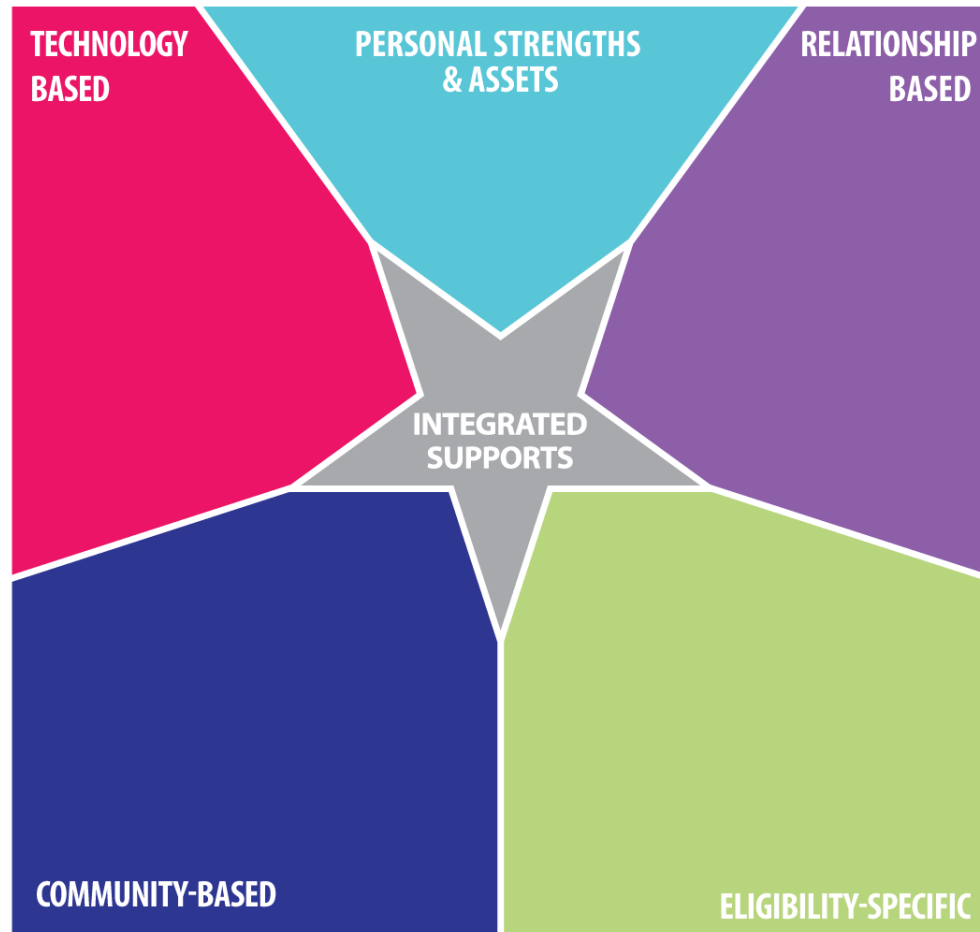 TECHNOLOGY
BASED
PERSONAL STRENGTHS
& ASSETS
RELATIONSHIP
BASED
INTEGRATED
SUPPORTS
COMMUNITY-BASED
ELIGIBILITY-SPECIFIC